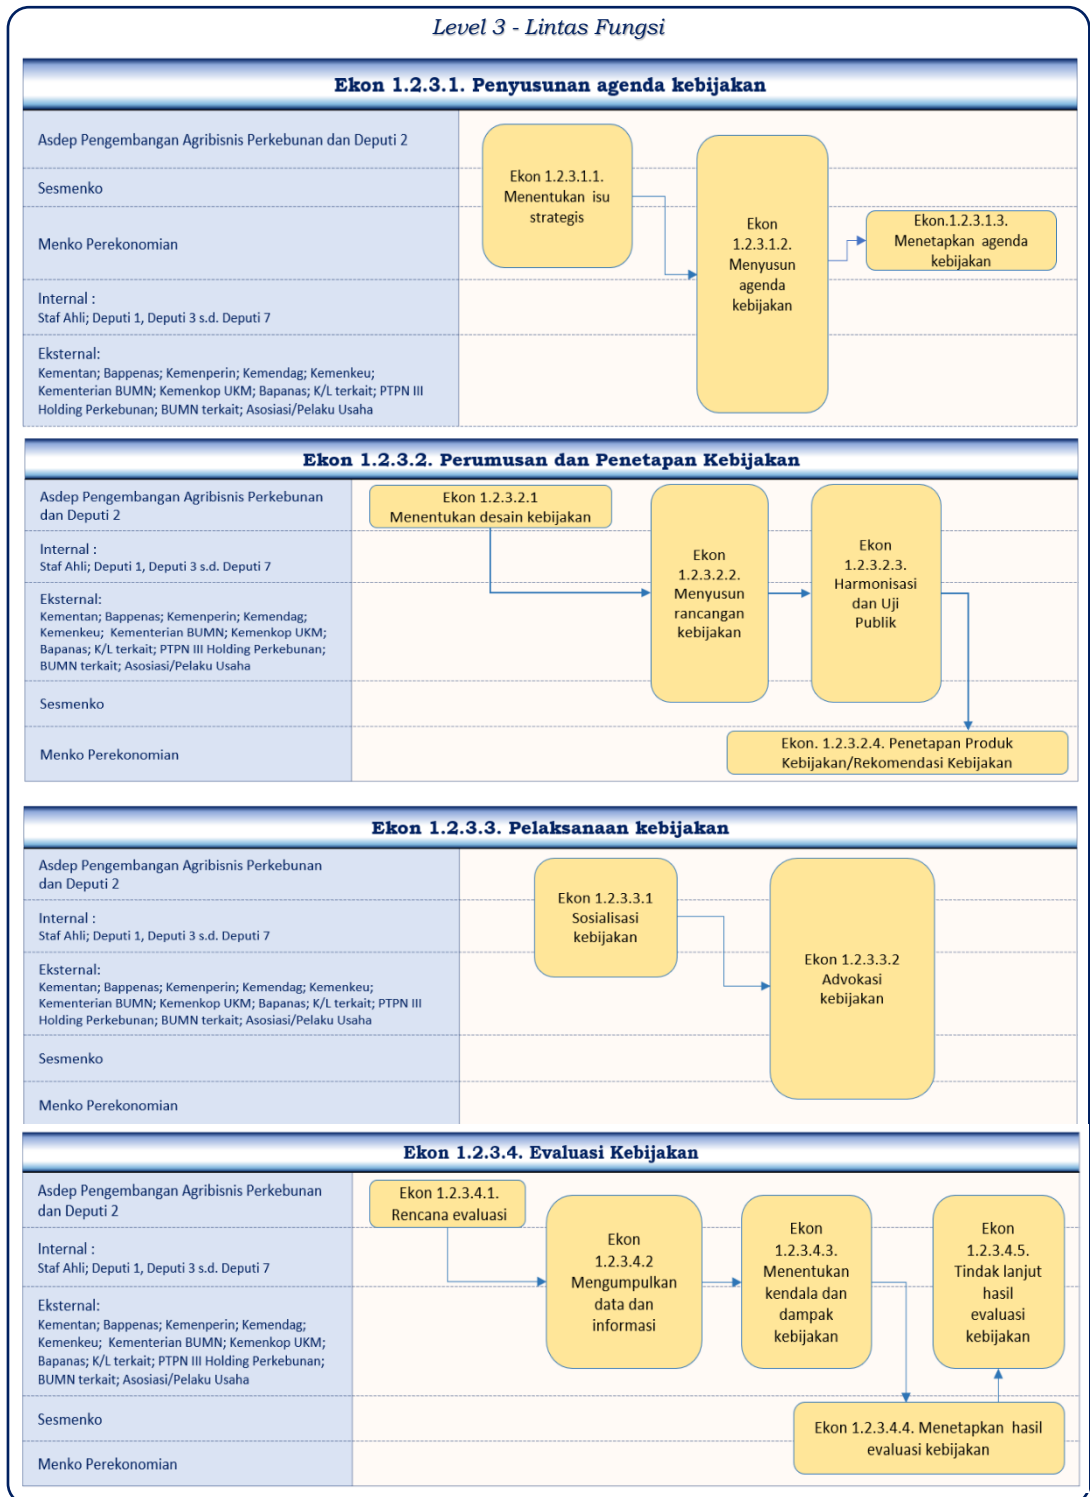 Level 3 - Lintas Fungsi
Ekon 1.2.3.1. Penyusunan agenda kebijakan
Asdep Pengembangan Agribisnis Perkebunan dan Deputi 2
Sesmenko
Menko Perekonomian
Internal :
Staf Ahli; Deputi 1, Deputi 3 s.d. Deputi 7
Eksternal:
Kementan; Bappenas; Kemenperin; Kemendag; Kemenkeu;
Kementerian BUMN; Kemenkop UKM; Bapanas; K/L terkait; PTPN III
Holding Perkebunan; BUMN terkait; Asosiasi/Pelaku Usaha
Ekon 1.2.3.1.1.
Menentukan isu
strategis
Ekon
1.2.3.1.2.
Menyusun
agenda
kebijakan
Ekon.1.2.3.1.3.
Menetapkan agenda
kebijakan
Ekon 1.2.3.2. Perumusan dan Penetapan Kebijakan
Asdep Pengembangan Agribisnis Perkebunan
dan Deputi 2
Internal :
Staf Ahli; Deputi 1, Deputi 3 s.d. Deputi 7
Eksternal:
Kementan; Bappenas; Kemenperin; Kemendag;
Kemenkeu; Kementerian BUMN; Kemenkop UKM;
Bapanas; K/L terkait; PTPN III Holding Perkebunan;
BUMN terkait; Asosiasi/Pelaku Usaha
Sesmenko
Menko Perekonomian
Ekon 1.2.3.2.1
Menentukan desain kebijakan
Ekon
1.2.3.2.2.
Menyusun
rancangan
kebijakan
Ekon
1.2.3.2.3.
Harmonisasi
dan Uji
Publik
Ekon. 1.2.3.2.4. Penetapan Produk
Kebijakan/Rekomendasi Kebijakan
Ekon 1.2.3.3. Pelaksanaan kebijakan
Asdep Pengembangan Agribisnis Perkebunan
dan Deputi 2
Internal :
Staf Ahli; Deputi 1, Deputi 3 s.d. Deputi 7
Eksternal:
Kementan; Bappenas; Kemenperin; Kemendag; Kemenkeu;
Kementerian BUMN; Kemenkop UKM; Bapanas; K/L terkait; PTPN III
Holding Perkebunan; BUMN terkait; Asosiasi/Pelaku Usaha
Sesmenko
Menko Perekonomian
Ekon 1.2.3.3.1
Sosialisasi
kebijakan
Ekon 1.2.3.3.2
Advokasi
kebijakan
Ekon 1.2.3.4. Evaluasi Kebijakan
Asdep Pengembangan Agribisnis Perkebunan
dan Deputi 2
Internal :
Staf Ahli; Deputi 1, Deputi 3 s.d. Deputi 7
Eksternal:
Kementan; Bappenas; Kemenperin; Kemendag;
Kemenkeu; Kementerian BUMN; Kemenkop UKM;
Bapanas; K/L terkait; PTPN III Holding Perkebunan;
BUMN terkait; Asosiasi/Pelaku Usaha
Sesmenko
Menko Perekonomian
Ekon 1.2.3.4.1.
Rencana evaluasi
Ekon
1.2.3.4.2
Mengumpulkan
data dan
informasi
Ekon
1.2.3.4.3.
Menentukan
kendala dan
dampak
kebijakan
Ekon
1.2.3.4.5.
Tindak lanjut
hasil
evaluasi
kebijakan
Ekon 1.2.3.4.4. Menetapkan hasil
evaluasi kebijakan